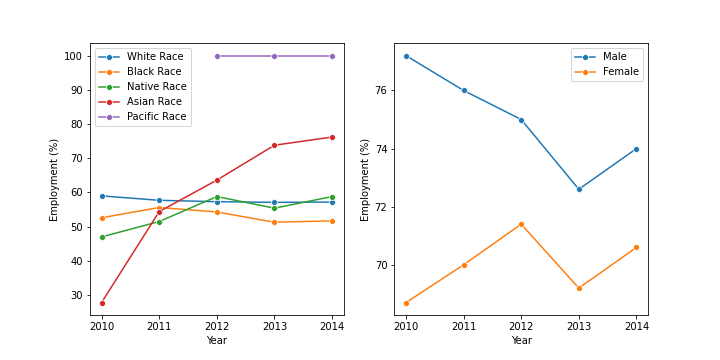 White Race
Black Race
Native Race
Asian Race
Pacific Race
100
90
80
70
60
50
40
30
Employment (%)
2010 2011 2012 2013 2014
Year
Male
Female
76
74
72
70
Employment (%)
2010 2011 2012 2013 2014
Year